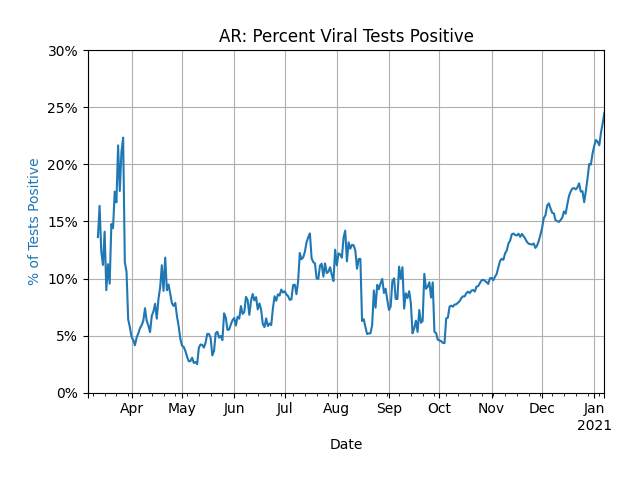 AR: Percent Viral Tests Positive
30%
25%
20%
15%
10%
5%
0%
% of Tests Positive
Apr May Jun Jul Aug Sep Oct Nov Dec Jan
2021
Date